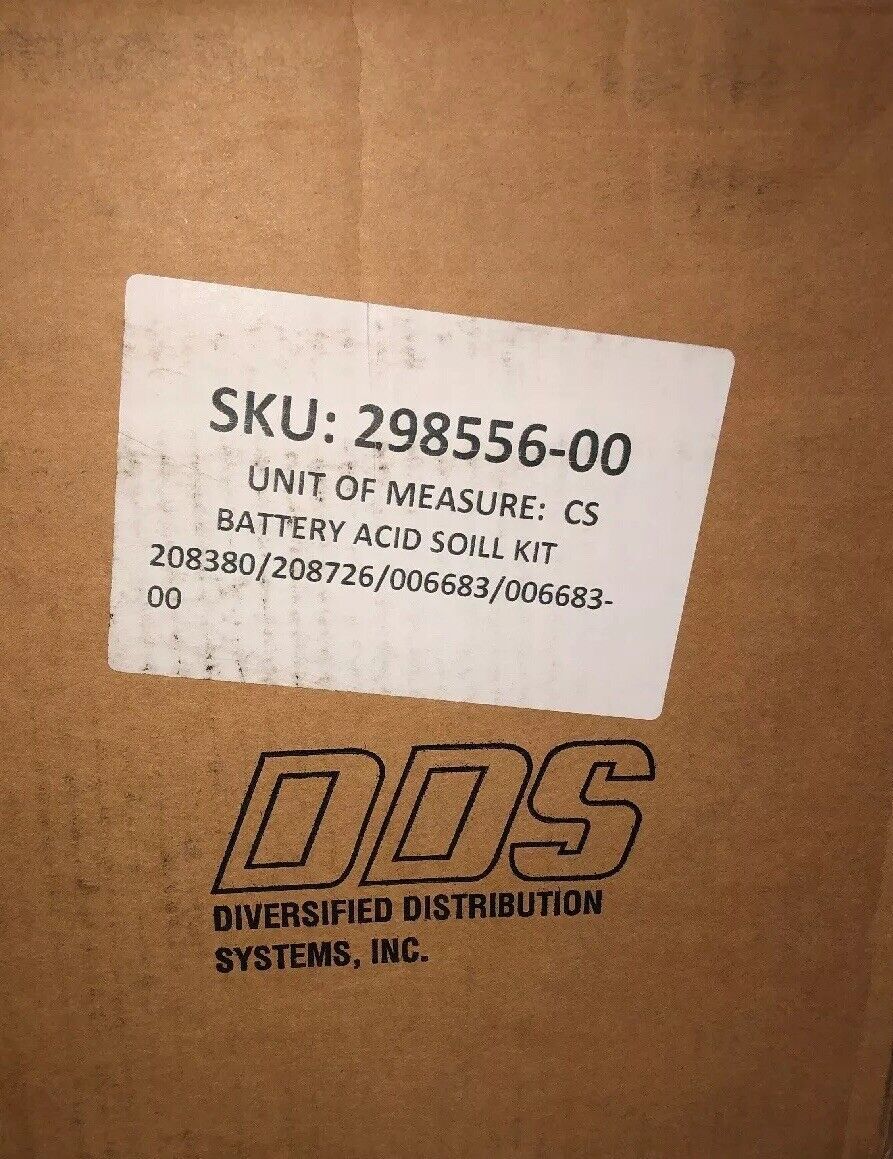 SKU: 298556-00
UNIT OF MEASURE: CS
BATTERY ACID SOILL KIT
208380/208726/006683/006683-
00
DDS
DIVERSIFIED DISTRIBUTION
SYSTEMS, INC.